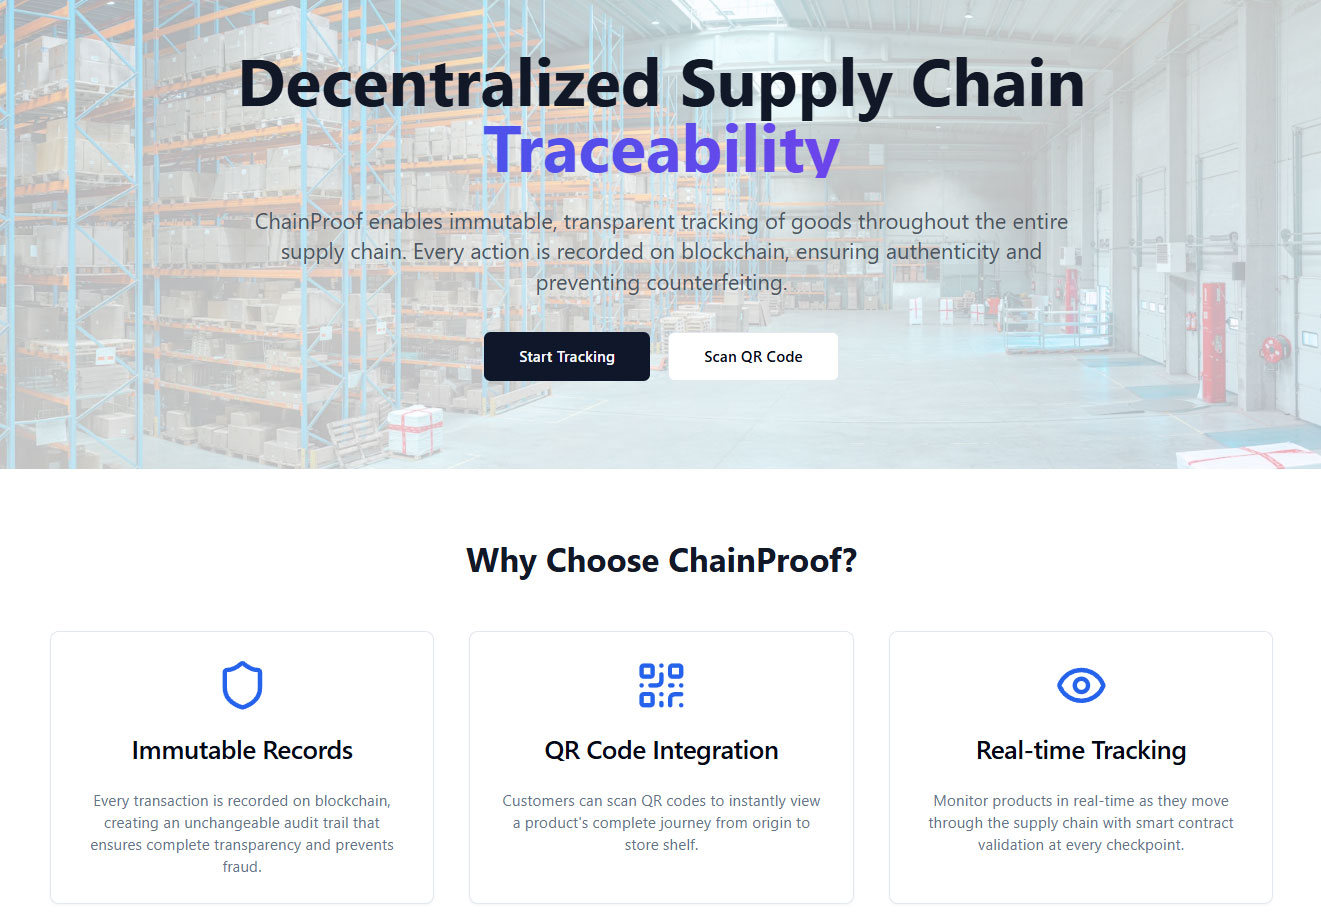 Decentralized Supply Chain
Traceability
ChainProof enables immutable, transparent tracking of goods throughout the entire
supply chain. Every action is recorded on blockchain, ensuring authenticity and
preventing counterfeiting.
Start Tracking
Scan QR Code
Why Choose ChainProof?
Immutable Records
Every transaction is recorded on blockchain,
creating an unchangeable audit trail that
ensures complete transparency and prevents
fraud.
QR Code Integration
Customers can scan QR codes to instantly view
a product's complete journey from origin to
store shelf.
Real-time Tracking
Monitor products in real-time as they move
through the supply chain with smart contract
validation at every checkpoint.